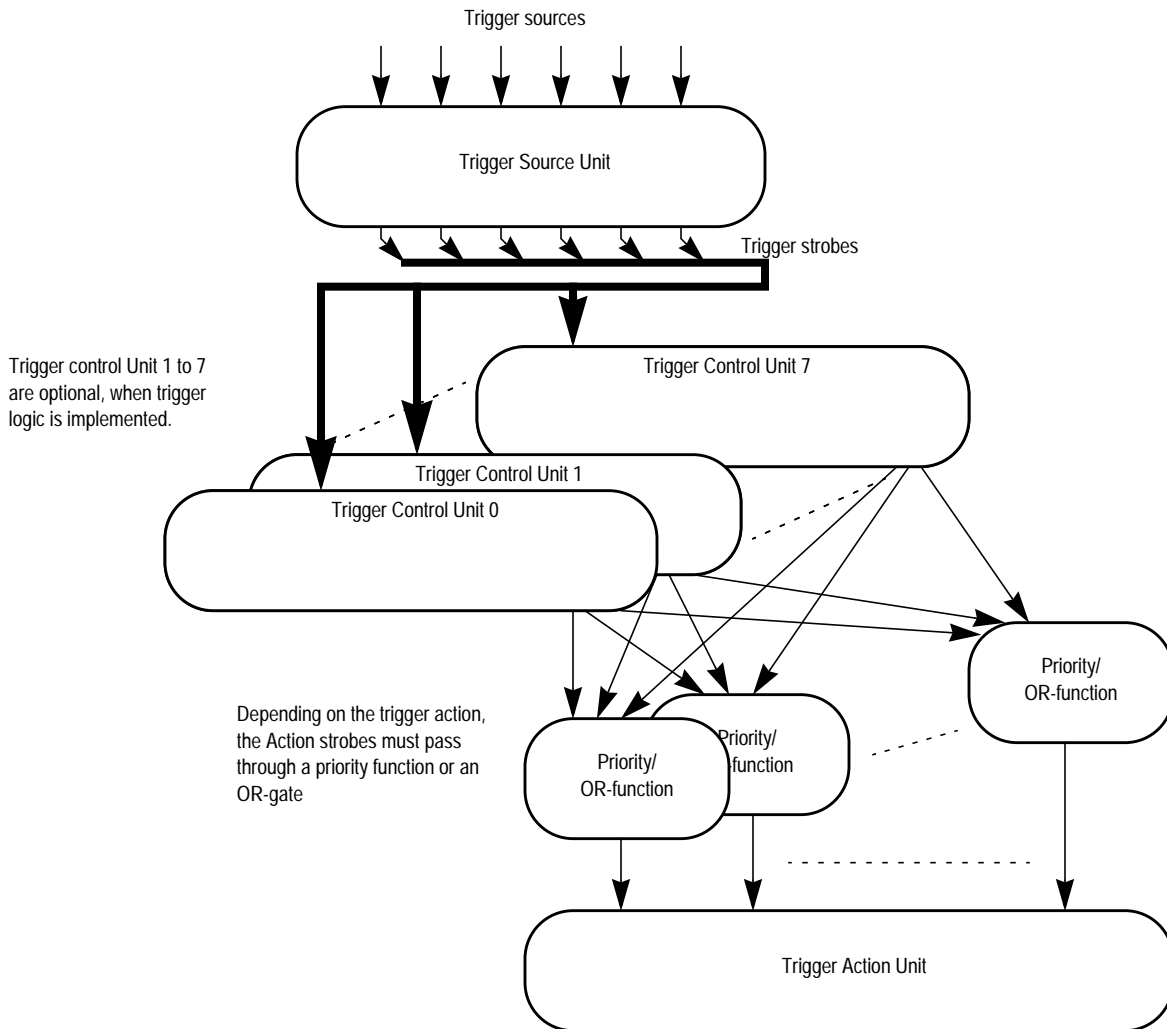 Trigger sources
Trigger Source Unit
Trigger strobes
Trigger control Unit 1 to 7
are optional, when trigger
logic is implemented.
Trigger Control Unit 7
Trigger Control Unit 1
Trigger Control Unit 0
Priority/
OR-function
Depending on the trigger action,
the Action strobes must pass
through a priority function or an
OR-gate
Priority/
-function
Priority/
OR-function
Trigger Action Unit